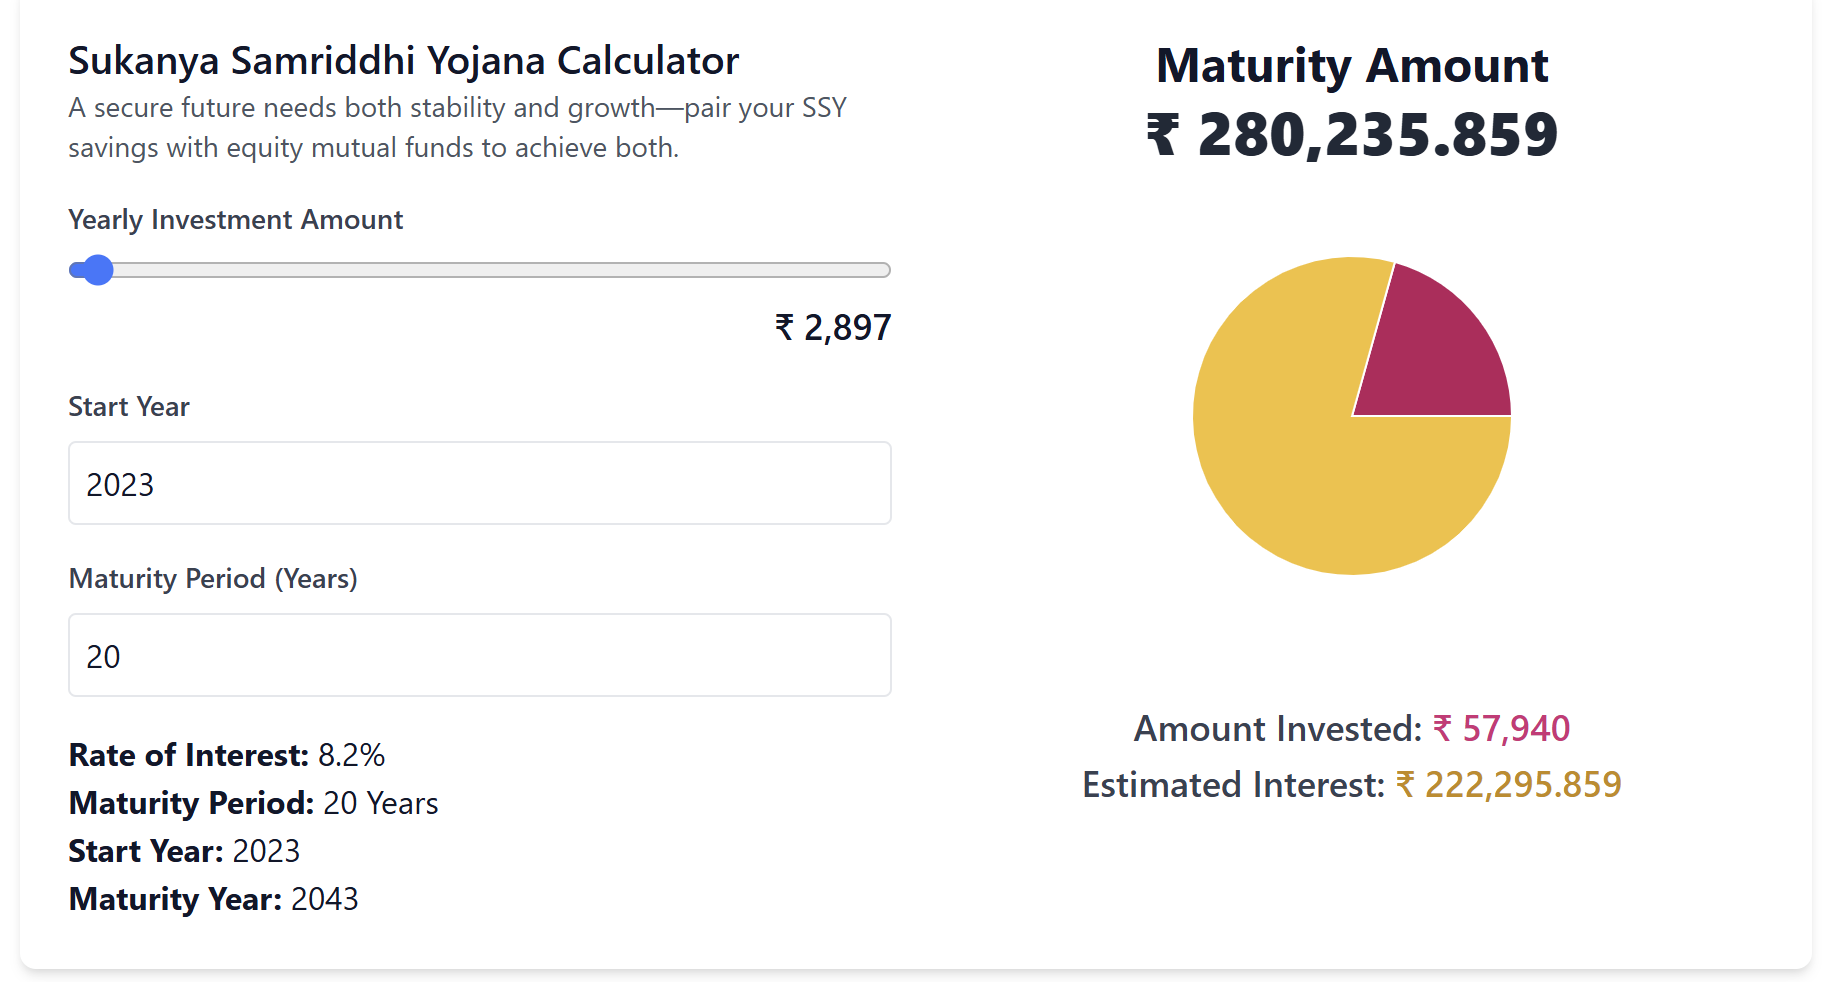 Sukanya Samriddhi Yojana Calculator
A secure future needs both stability and growth—pair your SSY
savings with equity mutual funds to achieve both.
Yearly Investment Amount
₹ 2,897
Start Year
2023
Maturity Period (Years)
20
Rate of Interest: 8.2%
Maturity Period: 20 Years
Start Year: 2023
Maturity Year: 2043
Maturity Amount
₹ 280,235.859
Amount Invested: ₹ 57,940
Estimated Interest: ₹ 222,295.859